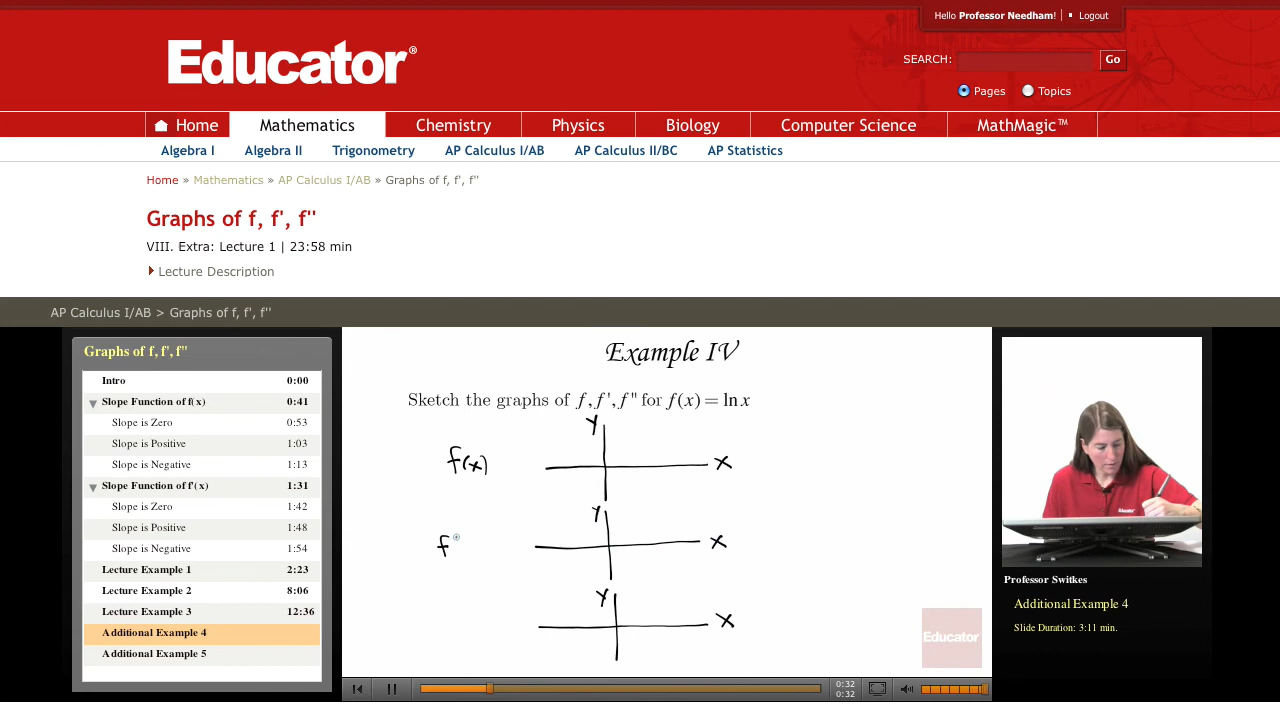 Hello Professor Needham! Logout
Educator®
SEARCH: Go
Pages Topics
Home Mathematics Chemistry Physics Biology Computer Science MathMagic™
Algebra I Algebra II Trigonometry AP Calculus I/AB AP Calculus II/BC AP Statistics
Home » Mathematics » AP Calculus I/AB » Graphs of f, f', f''
Graphs of f, f', f''
VIII. Extra: Lecture 1 | 23:58 min
Lecture Description
AP Calculus I/AB > Graphs of f, f', f''
Graphs of f, f', f''
Intro 0:00
Slope Function of f(x) 0:41
Slope is Zero 0:53
Slope is Positive 1:03
Slope is Negative 1:13
Slope Function of f'(x) 1:31
Slope is Zero 1:42
Slope is Positive 1:48
Slope is Negative 1:54
Lecture Example 1 2:23
Lecture Example 2 8:06
Lecture Example 3 12:36
Additional Example 4
Additional Example 5
Example IV
Sketch the graphs of f, f', f'' for f(x) = ln x
y
f(x) x
y
f x
y
x
Educator
0:32
0:32
Educator
Professor Switkes
Additional Example 4
Slide Duration: 3:11 min.